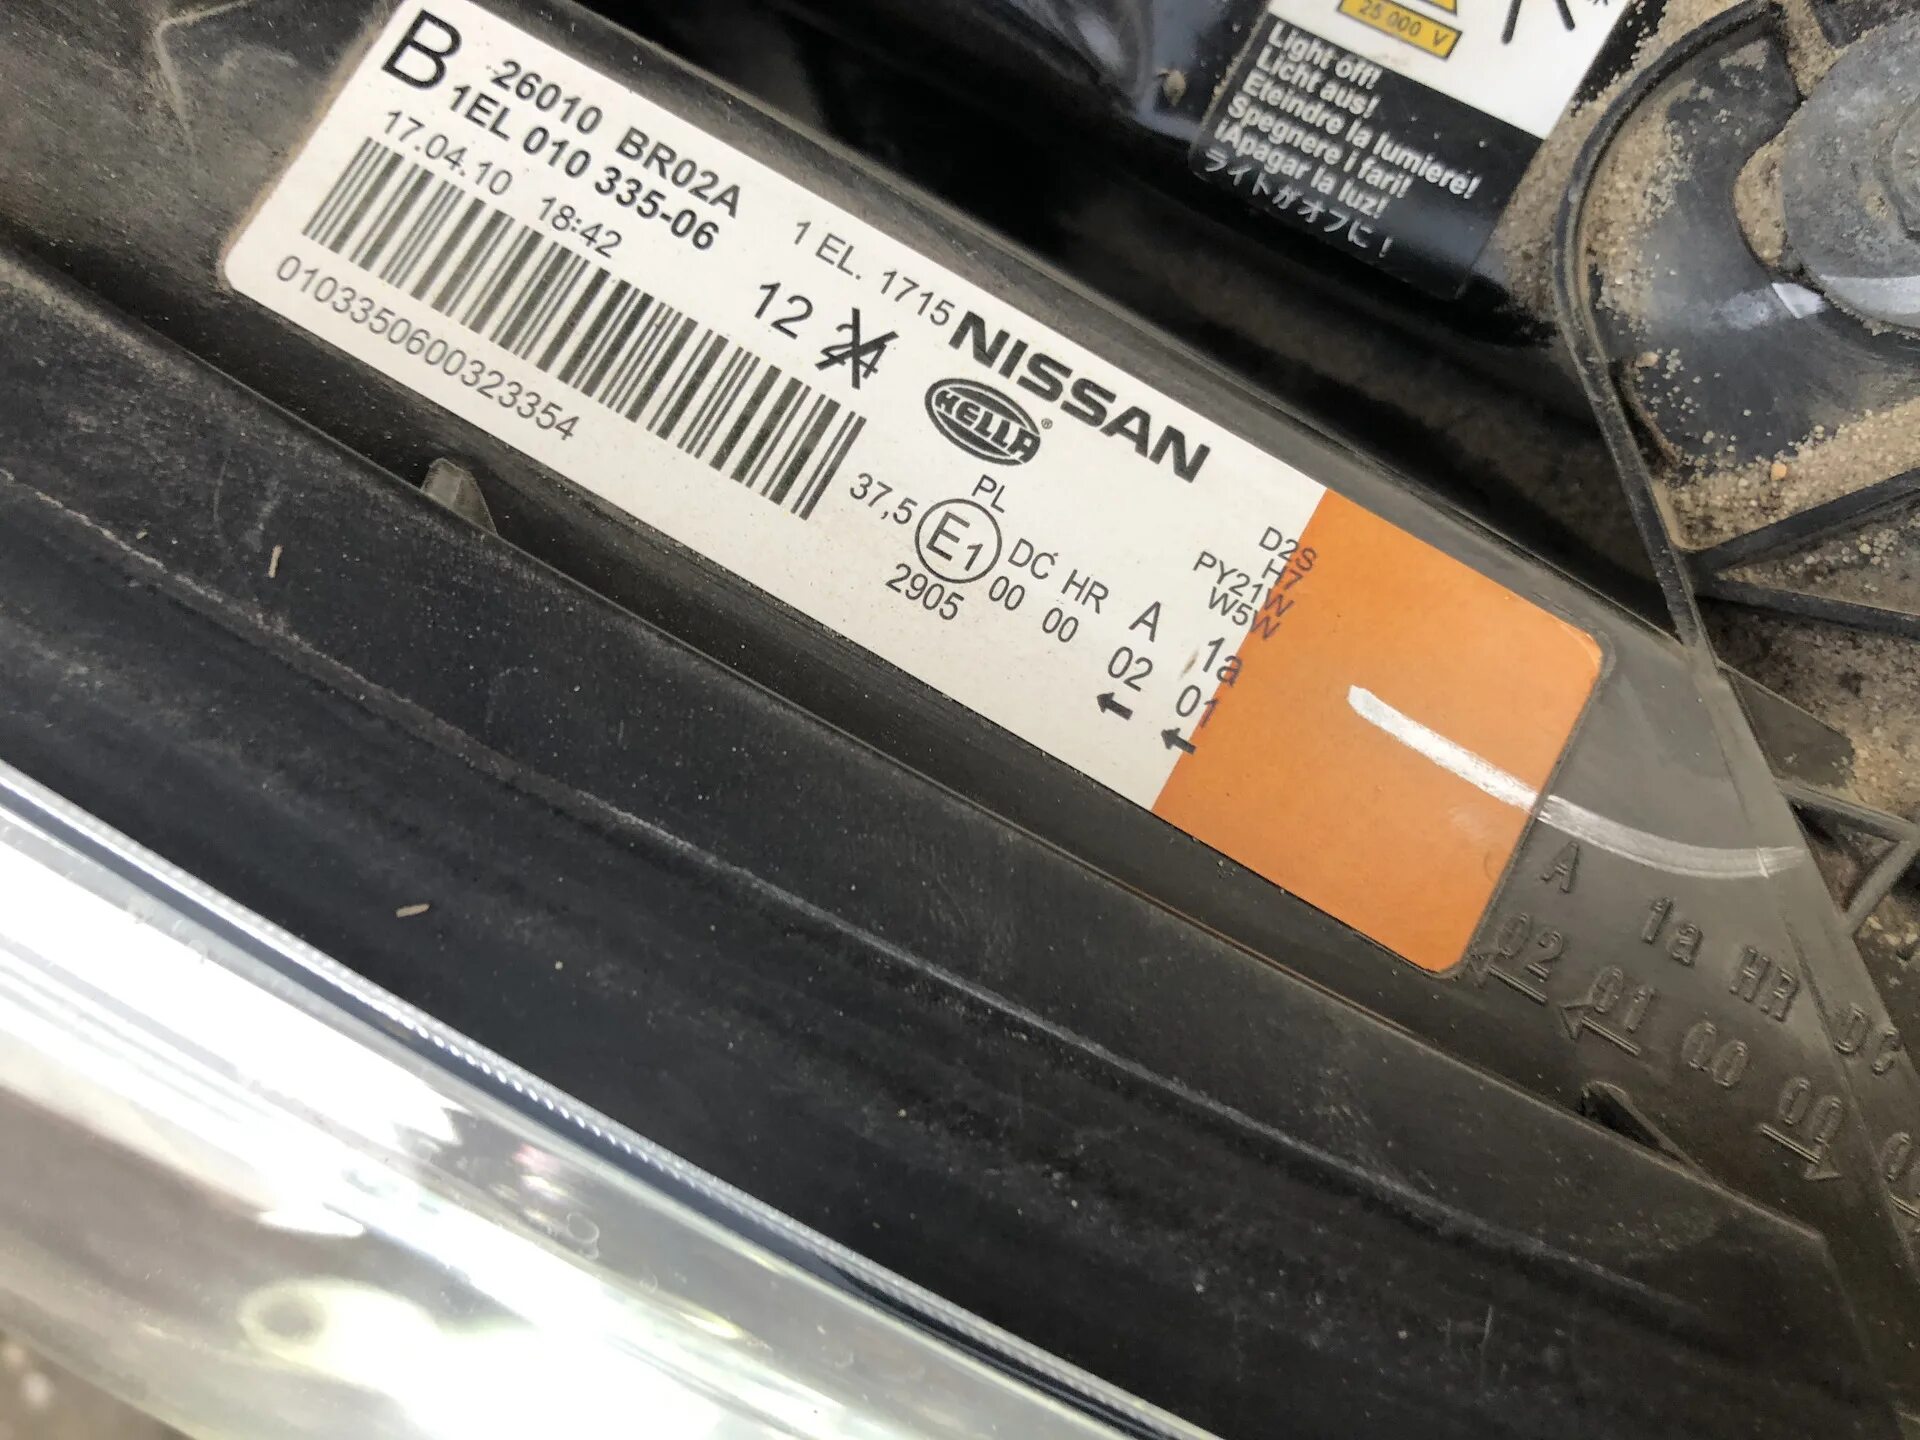 B
26010 BR02A
1EL 010 335-06
1 EL. 1715
17.04.10 18:42
12 24
0103350600323354
NISSAN
HELLA ®
PL
37,5 E1 DC HR A 1a
2905 00 00 02 01
D2S
H7
PY21W
W5W
25 000 V
Light off!
Licht aus!
Eteindre la lumiere!
Spegnere i fari!
¡Apagar la luz!
ライトガオフに!
A 1a HR DC
02 01 00 00